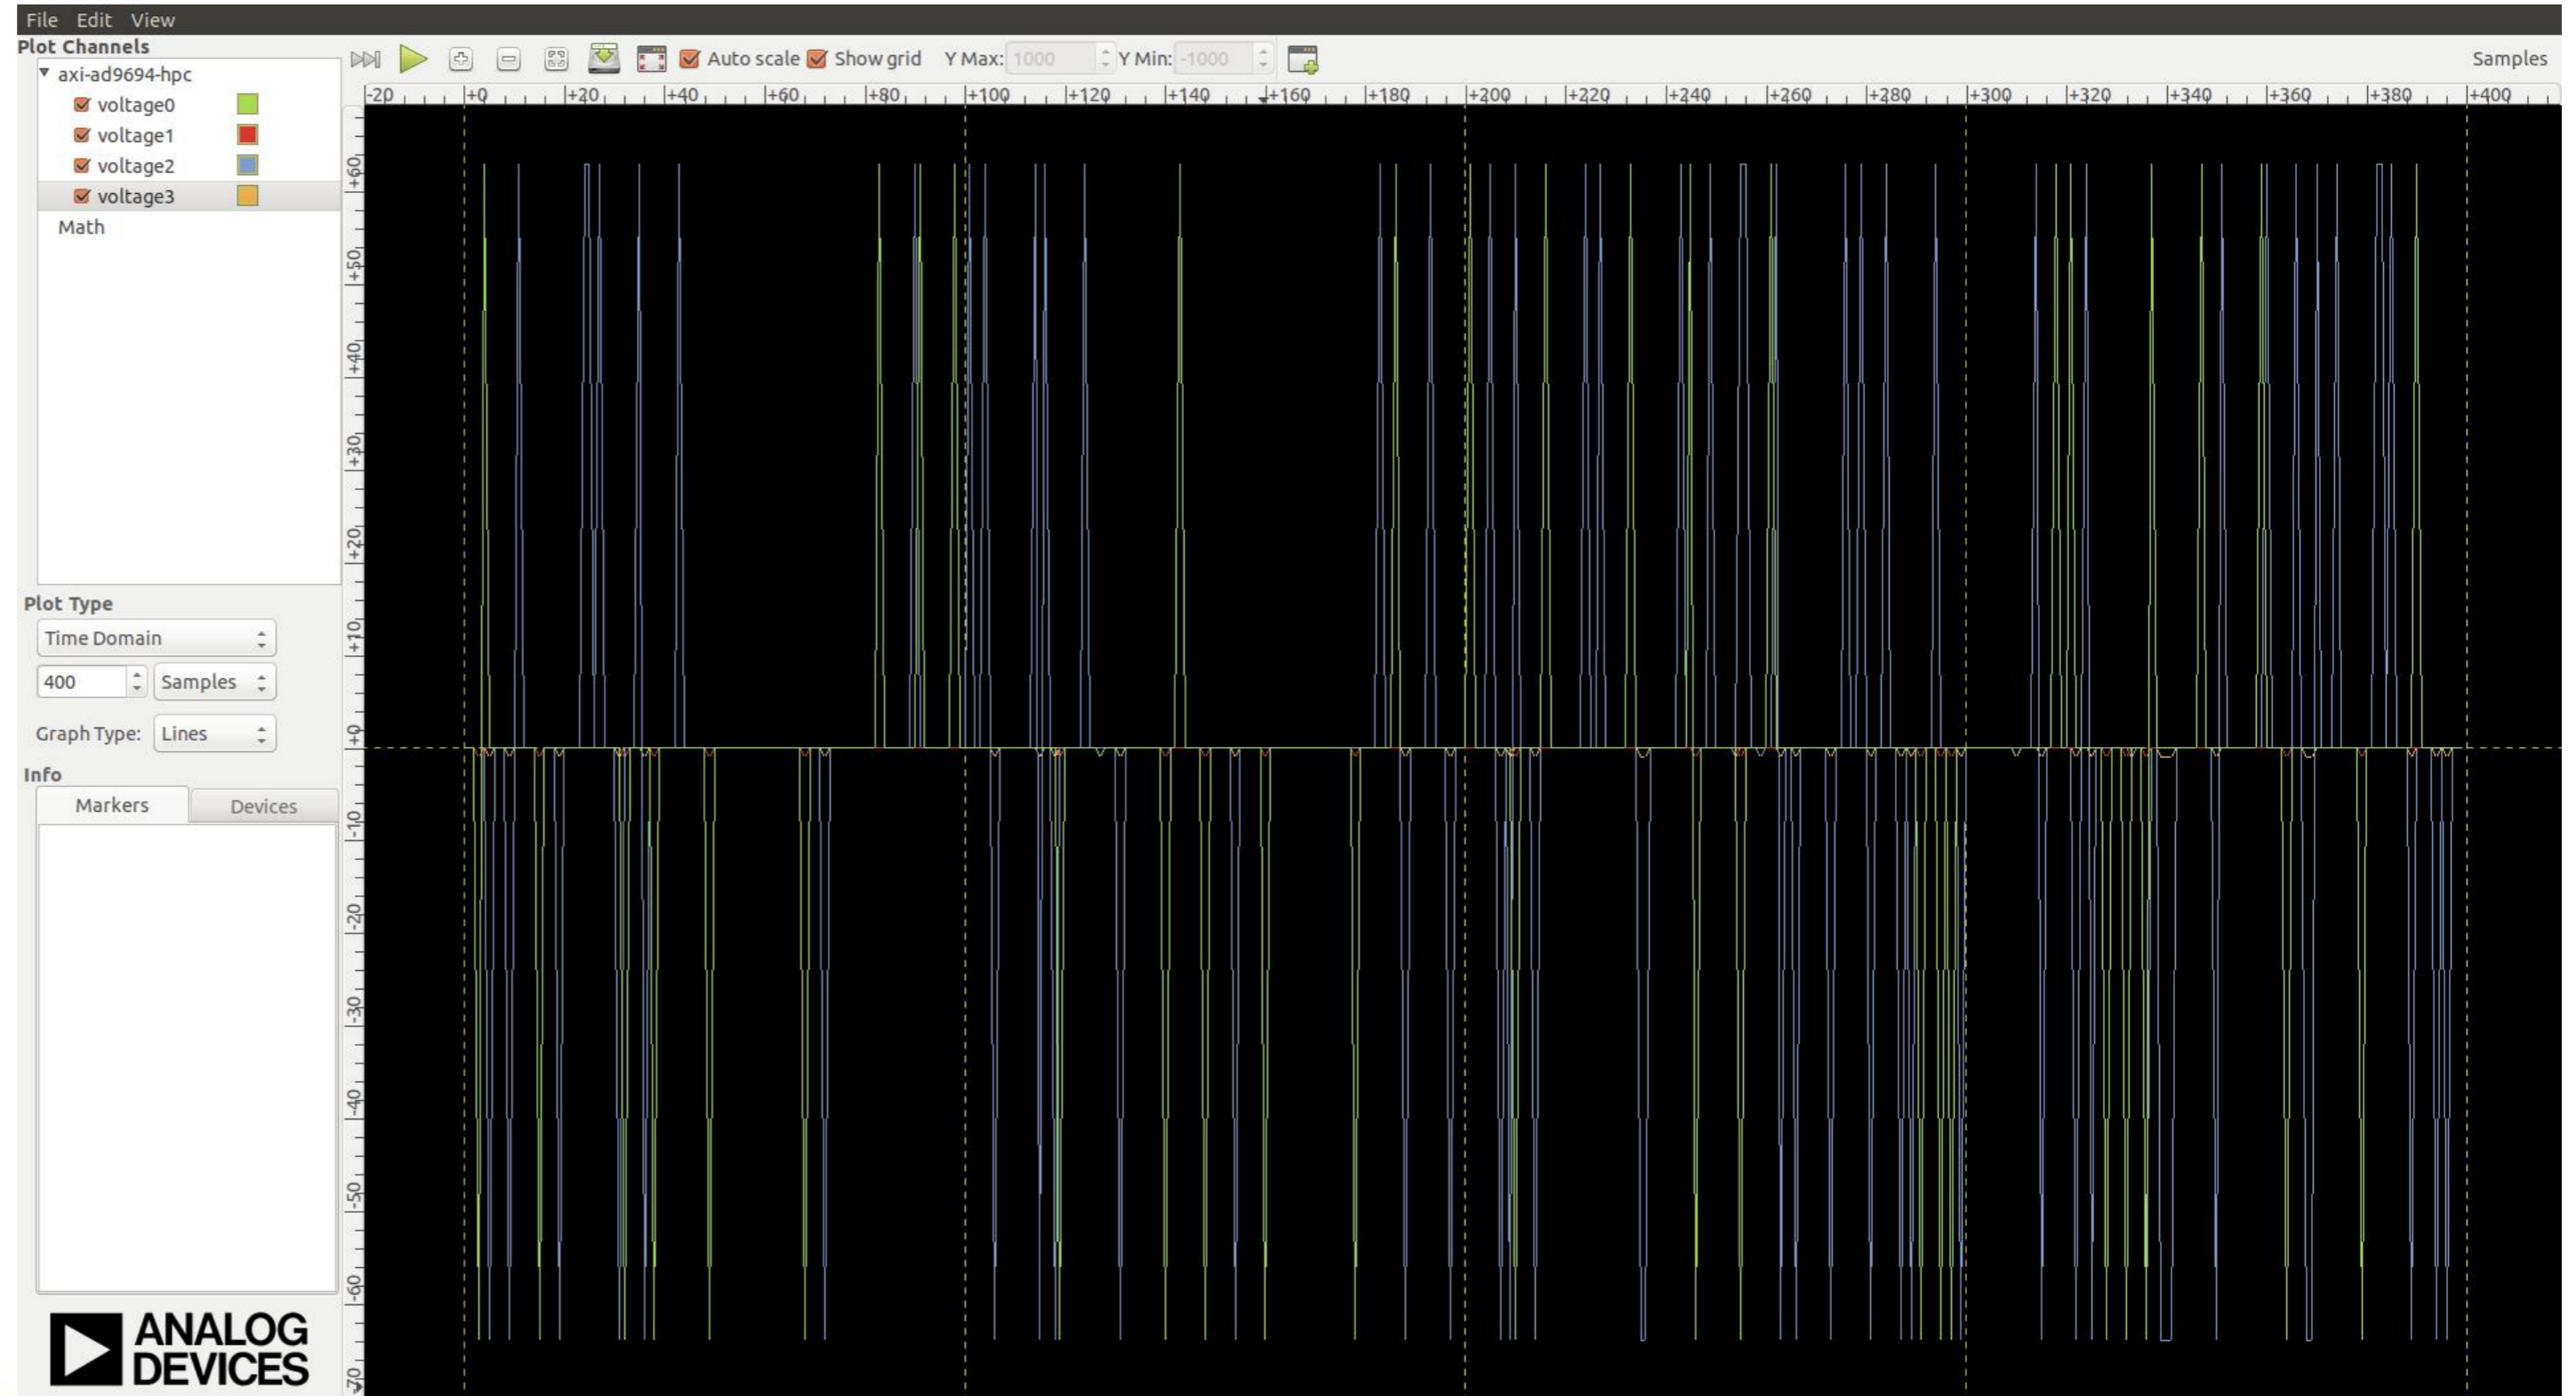 File Edit View
Plot Channels
axi-ad9694-hpc
voltage0
voltage1
voltage2
voltage3
Math
Auto scale Show grid Y Max: 1000 Y Min: -1000
Samples
-20 +0 +20 +40 +60 +80 +100 +120 +140 +160 +180 +200 +220 +240 +260 +280 +300 +320 +340 +360 +380 +400
+60
+50
+40
+30
+20
+10
+0
-10
-20
-30
-40
-50
-60
-70
Plot Type
Time Domain
400 Samples
Graph Type: Lines
Info
Markers Devices
ANALOG
DEVICES